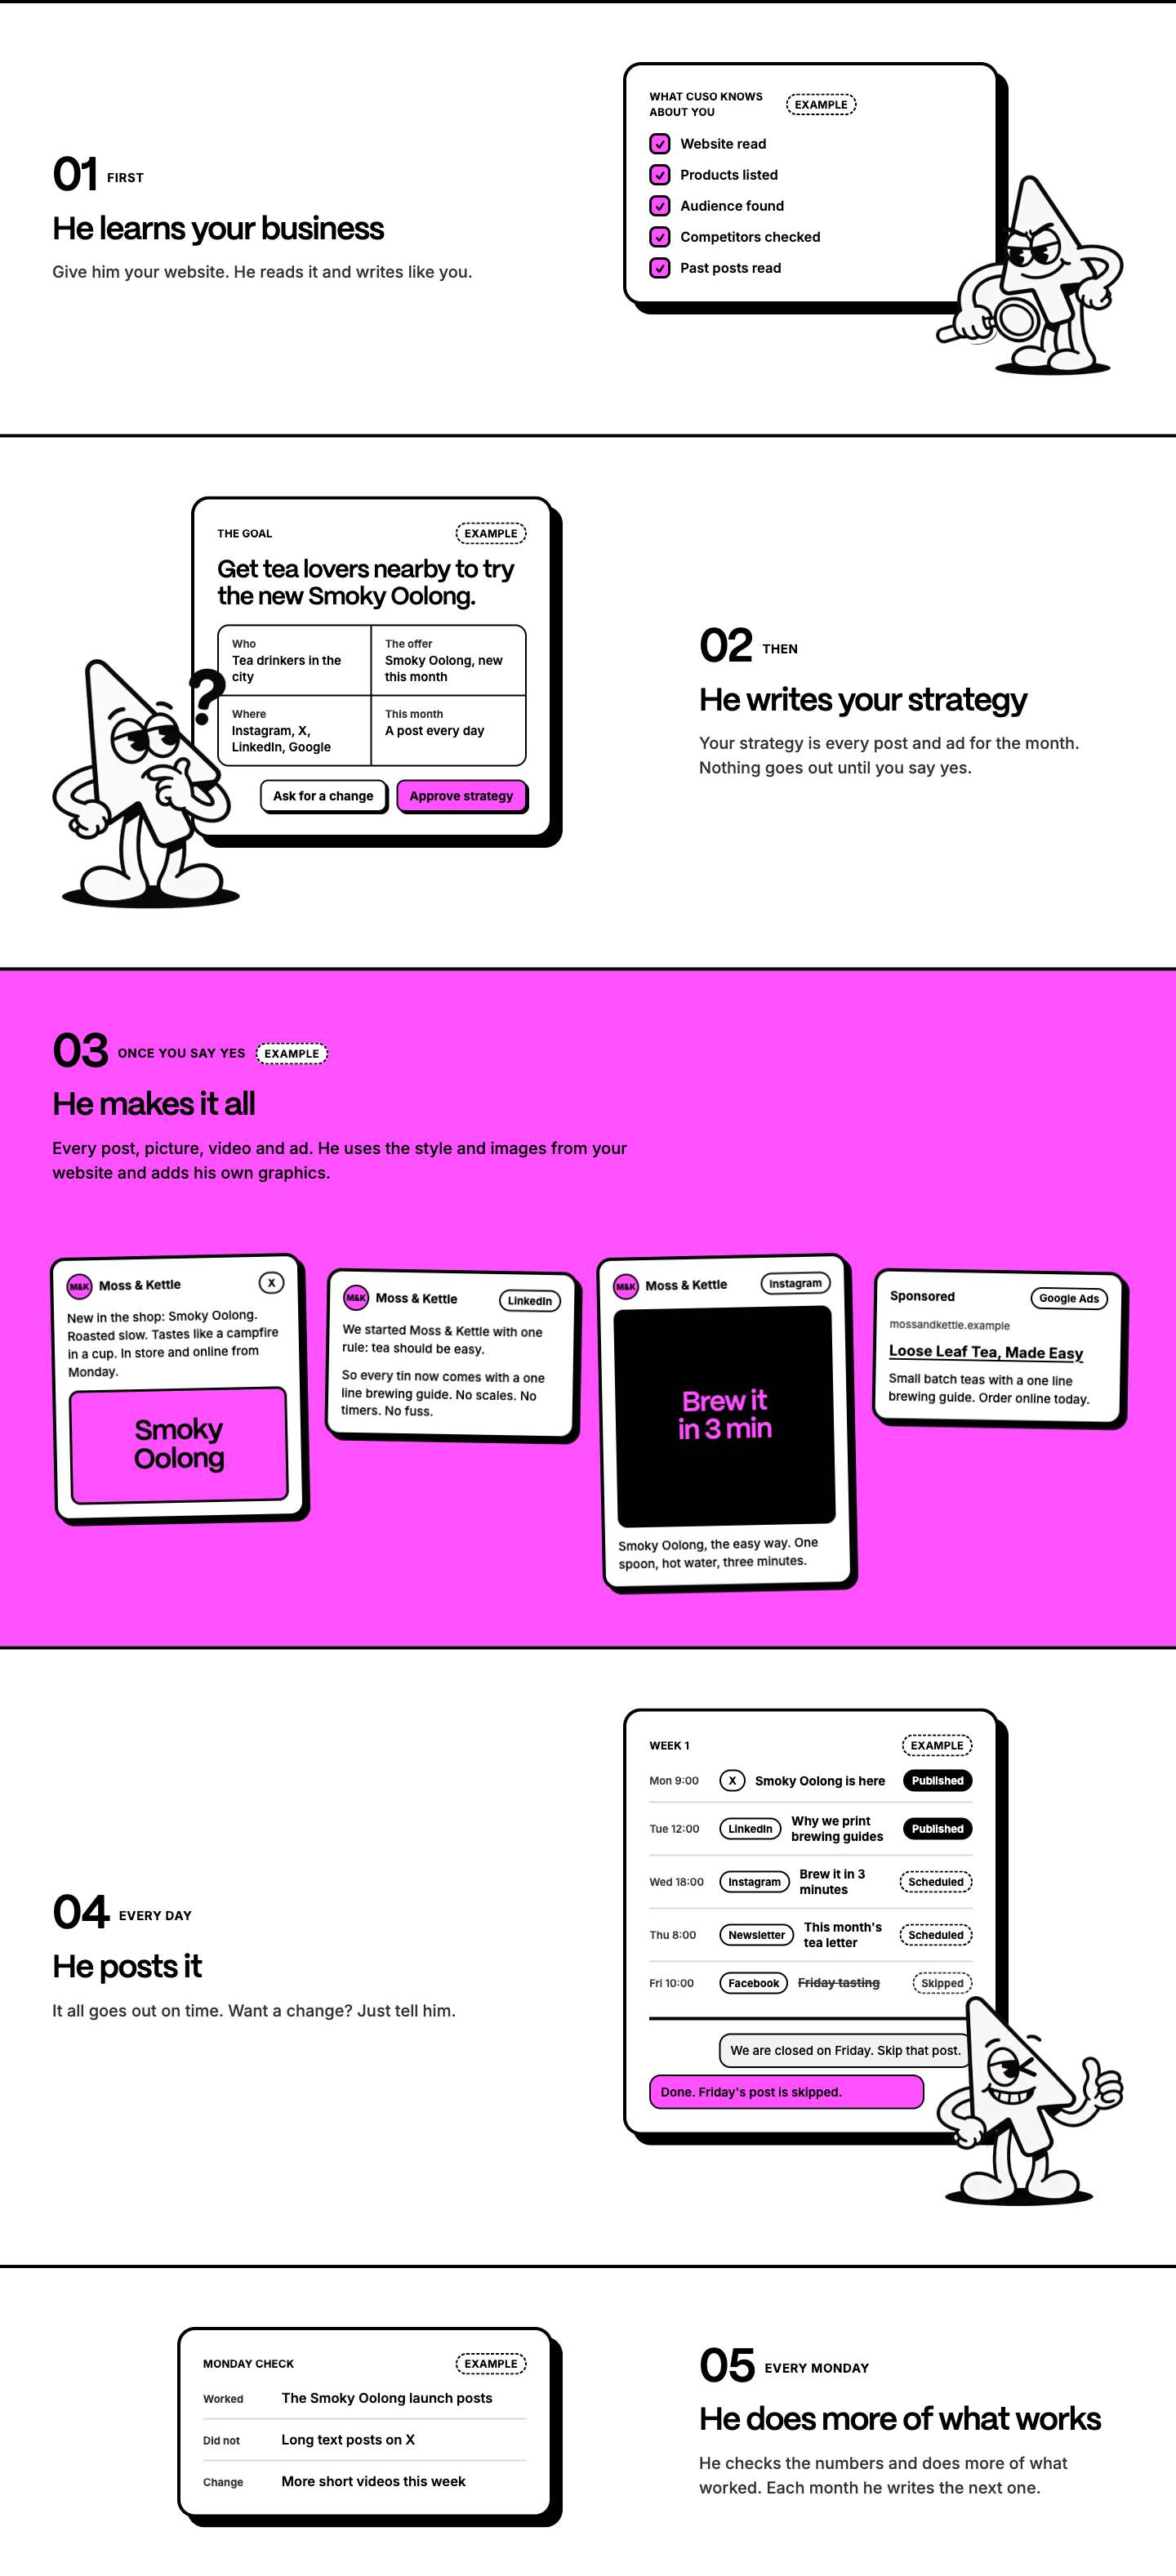 01 FIRST
He learns your business
Give him your website. He reads it and writes like you.
WHAT CUSO KNOWS
ABOUT YOU
EXAMPLE
Website read
Products listed
Audience found
Competitors checked
Past posts read
THE GOAL
EXAMPLE
Get tea lovers nearby to try
the new Smoky Oolong.
Who
Tea drinkers in the
city
The offer
Smoky Oolong, new
this month
Where
Instagram, X,
LinkedIn, Google
This month
A post every day
?
Ask for a change
Approve strategy
02 THEN
He writes your strategy
Your strategy is every post and ad for the month.
Nothing goes out until you say yes.
03 ONCE YOU SAY YES EXAMPLE
He makes it all
Every post, picture, video and ad. He uses the style and images from your
website and adds his own graphics.
M&K Moss & Kettle X
New in the shop: Smoky Oolong.
Roasted slow. Tastes like a campfire
in a cup. In store and online from
Monday.
Smoky
Oolong
M&K Moss & Kettle LinkedIn
We started Moss & Kettle with one
rule: tea should be easy.
So every tin now comes with a one
line brewing guide. No scales. No
timers. No fuss.
M&K Moss & Kettle Instagram
Brew it
in 3 min
Smoky Oolong, the easy way. One
spoon, hot water, three minutes.
Sponsored Google Ads
mossandkettle.example
Loose Leaf Tea, Made Easy
Small batch teas with a one line
brewing guide. Order online today.
04 EVERY DAY
He posts it
It all goes out on time. Want a change? Just tell him.
WEEK 1 EXAMPLE
Mon 9:00 X Smoky Oolong is here Published
Tue 12:00 LinkedIn Why we print
brewing guides Published
Wed 18:00 Instagram Brew it in 3
minutes Scheduled
Thu 8:00 Newsletter This month's
tea letter Scheduled
Fri 10:00 Facebook Friday tasting Skipped
We are closed on Friday. Skip that post.
Done. Friday's post is skipped.
MONDAY CHECK EXAMPLE
Worked The Smoky Oolong launch posts
Did not Long text posts on X
Change More short videos this week
05 EVERY MONDAY
He does more of what works
He checks the numbers and does more of what
worked. Each month he writes the next one.